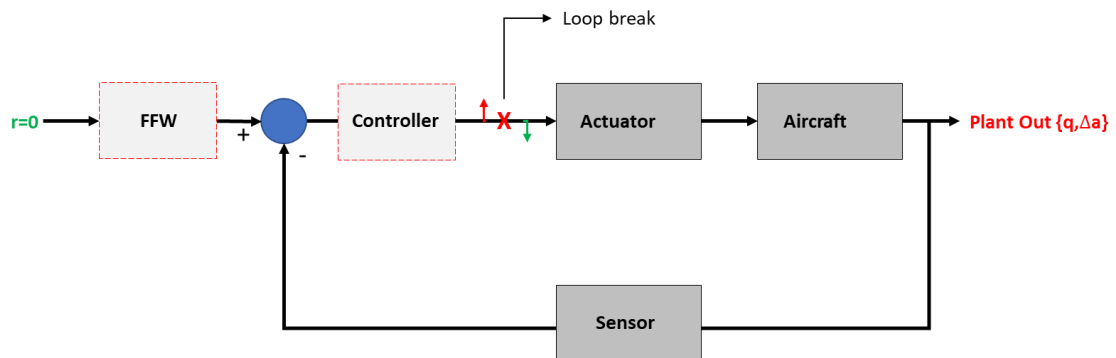 Loop break
r=0
FFW
+
-
Controller
X
Actuator
Aircraft
Plant Out {q,Δa}
Sensor